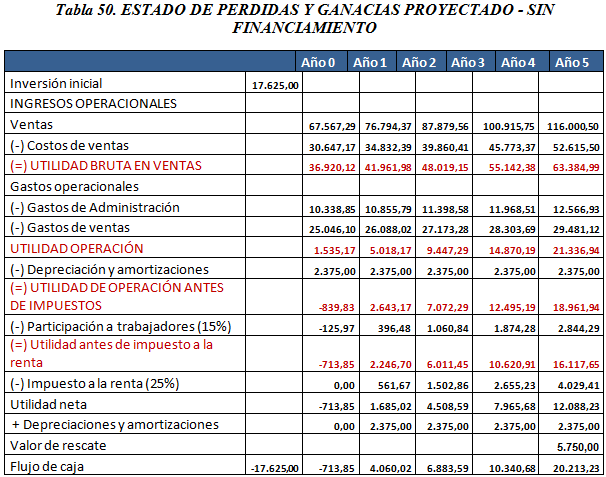 Tabla 50. ESTADO DE PERDIDAS Y GANACIAS PROYECTADO - SIN
FINANCIAMIENTO
Año 0 Año 1 Año 2 Año 3 Año 4 Año 5
Inversión inicial 17.625,00
INGRESOS OPERACIONALES
Ventas 67.567,29 76.794,37 87.879,56 100.915,75 116.000,50
(-) Costos de ventas 30.647,17 34.832,39 39.860,41 45.773,37 52.615,50
(=) UTILIDAD BRUTA EN VENTAS 36.920,12 41.961,98 48.019,15 55.142,38 63.384,99
Gastos operacionales
(-) Gastos de Administración 10.338,85 10.855,79 11.398,58 11.968,51 12.566,93
(-) Gastos de ventas 25.046,10 26.088,02 27.173,28 28.303,69 29.481,12
UTILIDAD OPERACIÓN 1.535,17 5.018,17 9.447,29 14.870,19 21.336,94
(-) Depreciación y amortizaciones 2.375,00 2.375,00 2.375,00 2.375,00 2.375,00
(=) UTILIDAD DE OPERACIÓN ANTES
DE IMPUESTOS -839,83 2.643,17 7.072,29 12.495,19 18.961,94
(-) Participación a trabajadores (15%) -125,97 396,48 1.060,84 1.874,28 2.844,29
(=) Utilidad antes de impuesto a la
renta -713,85 2.246,70 6.011,45 10.620,91 16.117,65
(-) Impuesto a la renta (25%) 0,00 561,67 1.502,86 2.655,23 4.029,41
Utilidad neta -713,85 1.685,02 4.508,59 7.965,68 12.088,23
+ Depreciaciones y amortizaciones 0,00 2.375,00 2.375,00 2.375,00 2.375,00
Valor de rescate 5.750,00
Flujo de caja -17.625,00 -713,85 4.060,02 6.883,59 10.340,68 20.213,23